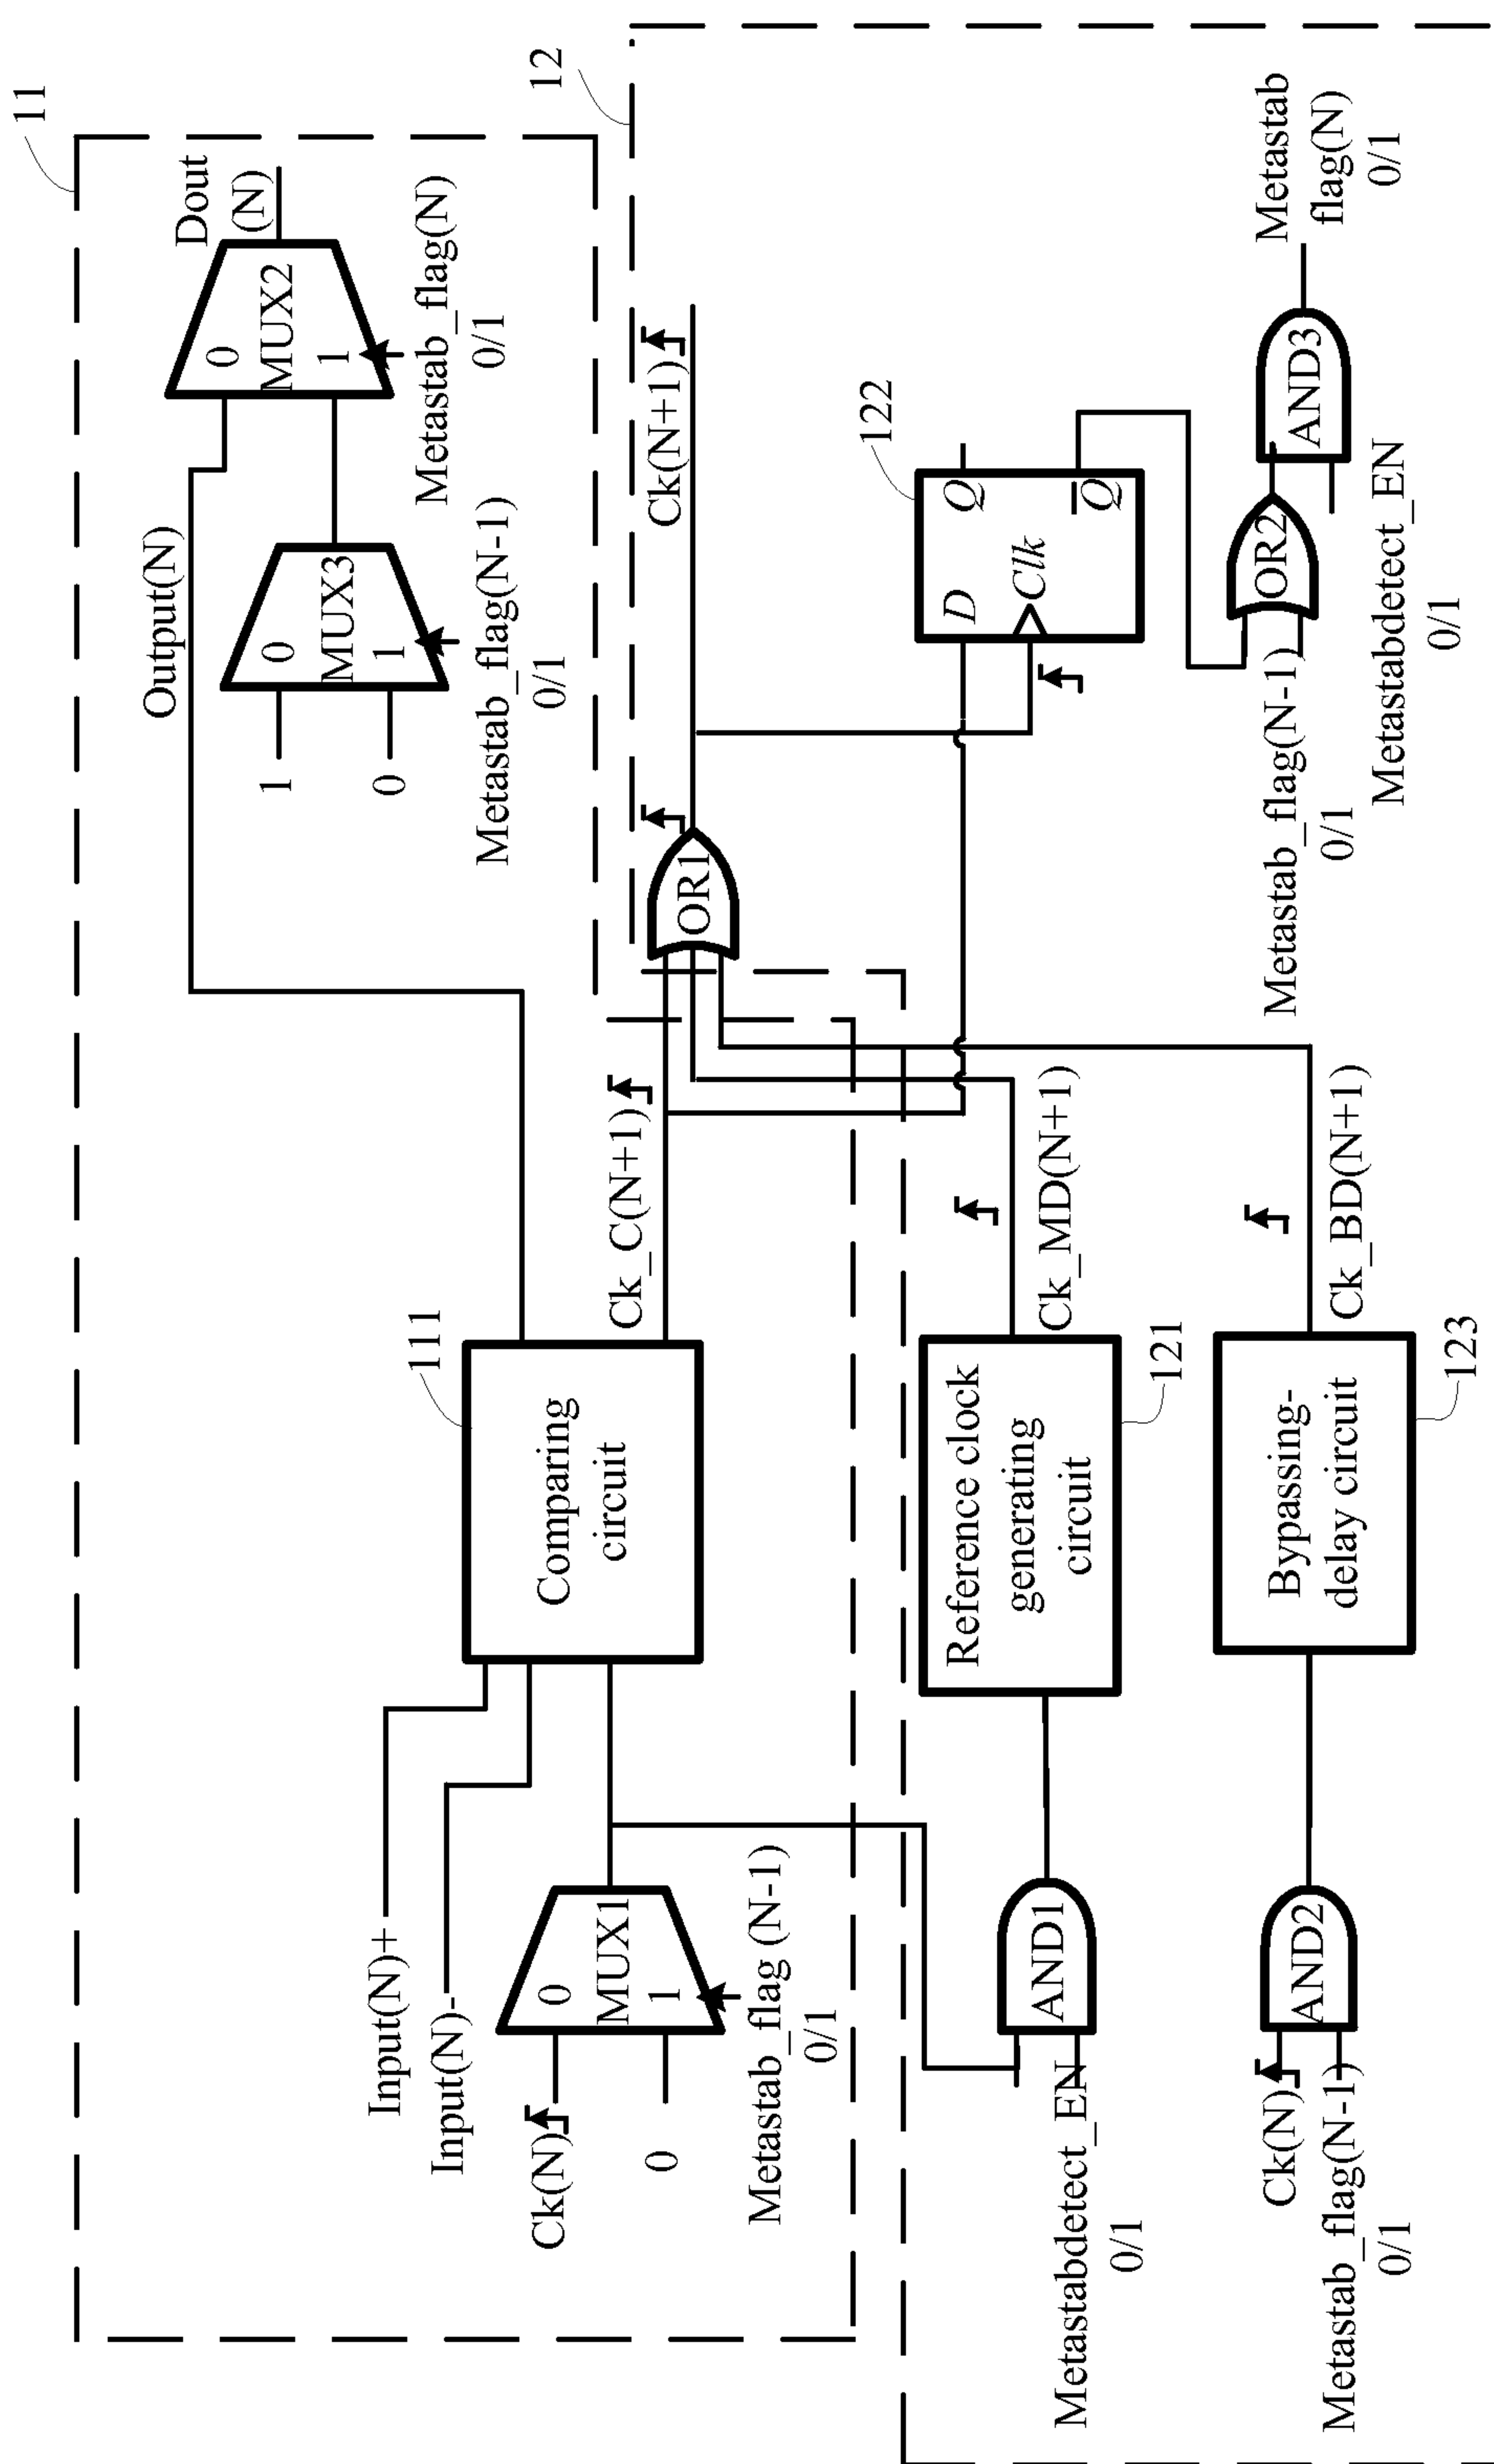 11
Dout
(N)
0
MUX2
1
Metastab_flag(N)
0/1
Output(N)
1
0
0
MUX3
1
Metastab_flag(N-1)
0/1
111
Comparing
circuit
Ck_C(N+1)
Input(N)+
Input(N)-
Ck(N)
0
0
MUX1
1
Metastab_flag (N-1)
0/1
12
OR1
Ck(N+1)
122
D
Clk
Q
Q
Metastab_flag(N-1)
0/1
OR2
AND3
Metastabdetect_EN
0/1
Metastab
flag(N)
0/1
Metastabdetect_EN
0/1
AND1
Reference clock
generating
circuit
121
Ck_MD(N+1)
Ck(N)
Metastab_flag(N-1)
0/1
AND2
Bypassing-
delay circuit
123
Ck_BD(N+1)